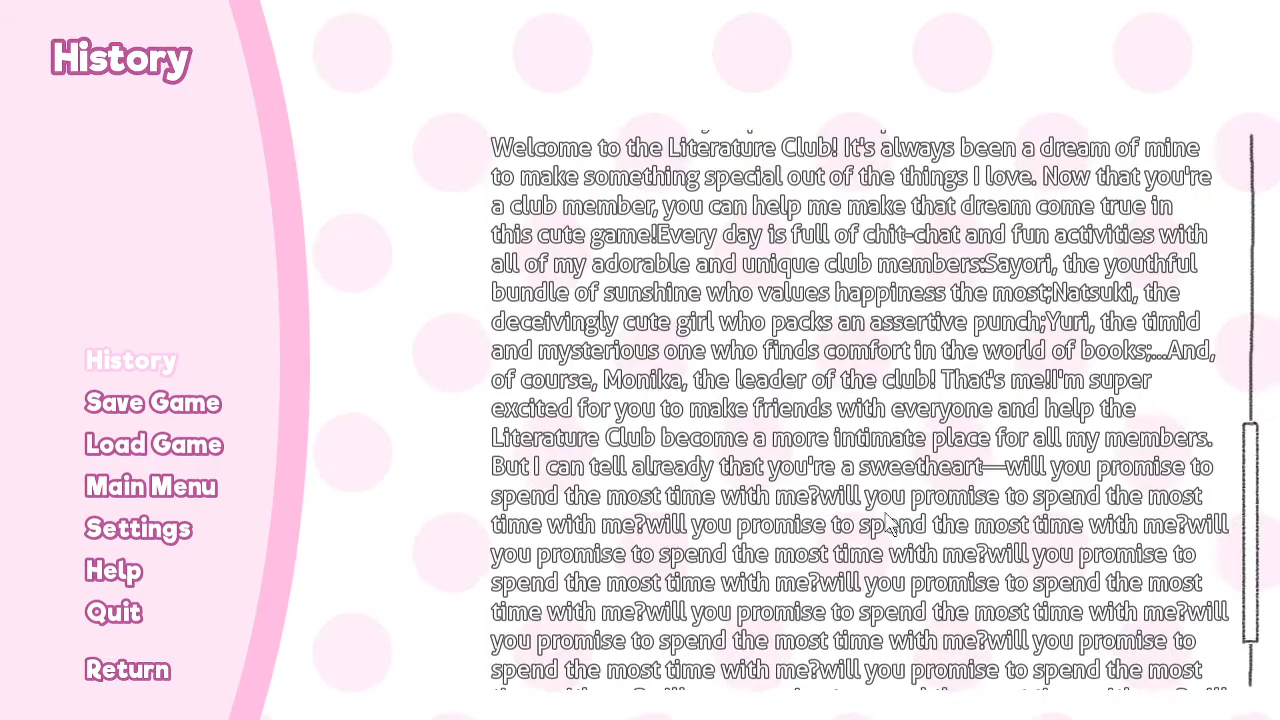 History
History
Save Game
Load Game
Main Menu
Settings
Help
Quit
Return
Welcome to the Literature Club! It's always been a dream of mine
to make something special out of the things I love. Now that you're
a club member, you can help me make that dream come true in
this cute game!Every day is full of chit-chat and fun activities with
all of my adorable and unique club members:Sayori, the youthful
bundle of sunshine who values happiness the most;Natsuki, the
deceivingly cute girl who packs an assertive punch;Yuri, the timid
and mysterious one who finds comfort in the world of books;...And,
of course, Monika, the leader of the club! That's me!I'm super
excited for you to make friends with everyone and help the
Literature Club become a more intimate place for all my members.
But I can tell already that you're a sweetheart—will you promise to
spend the most time with me?will you promise to spend the most
time with me?will you promise to spend the most time with me?will
you promise to spend the most time with me?will you promise to
spend the most time with me?will you promise to spend the most
time with me?will you promise to spend the most time with me?will
you promise to spend the most time with me?will you promise to
spend the most time with me?will you promise to spend the most